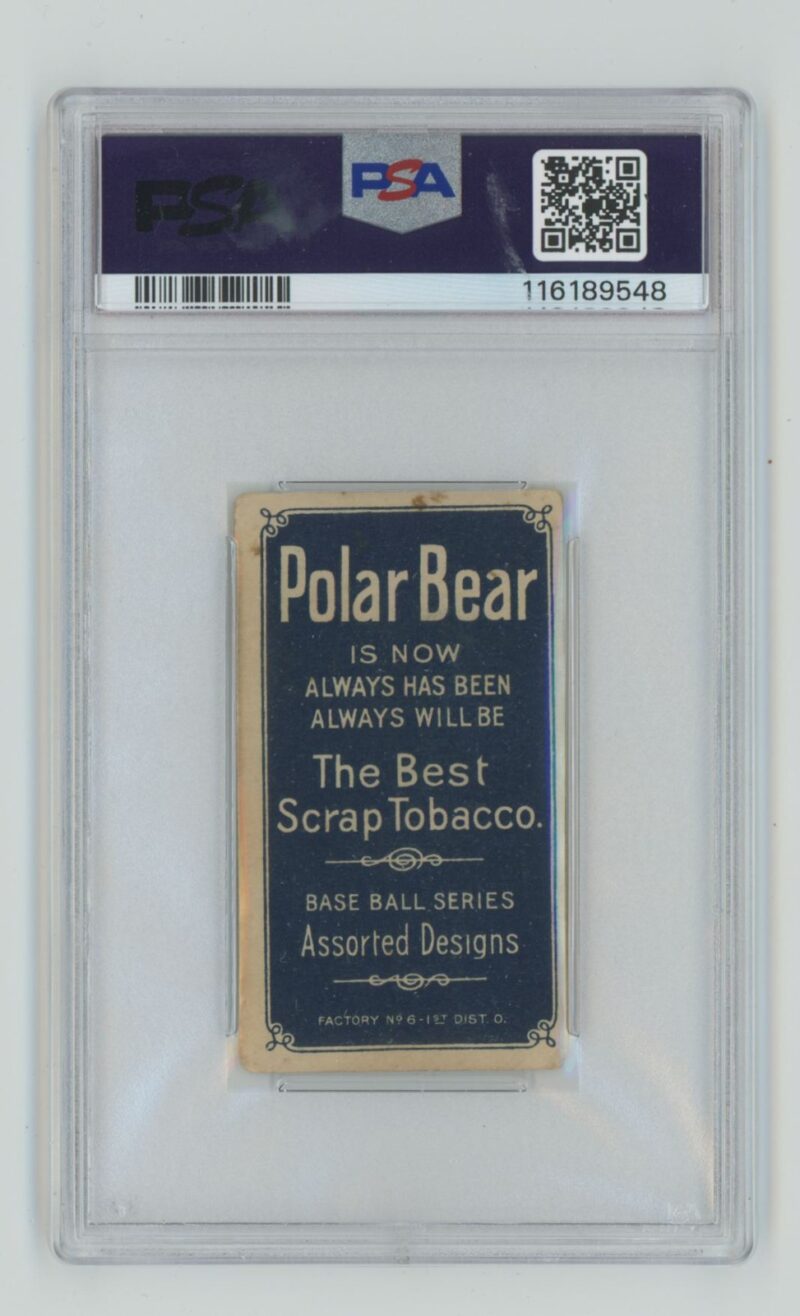 PSA
PSA
116189548
Polar Bear
IS NOW
ALWAYS HAS BEEN
ALWAYS WILL BE
The Best
Scrap Tobacco.
BASE BALL SERIES
Assorted Designs
FACTORY Nº 6 - 1ST DIST. O.